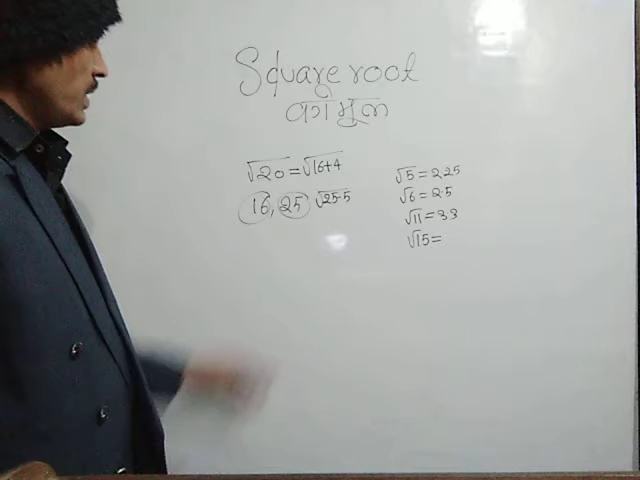 Square root
वर्ग मूल
√20 = √16+4
16, 25 √25-5
√5 = 2.25
√6 = 2.5
√11 = 3.3
√15 =